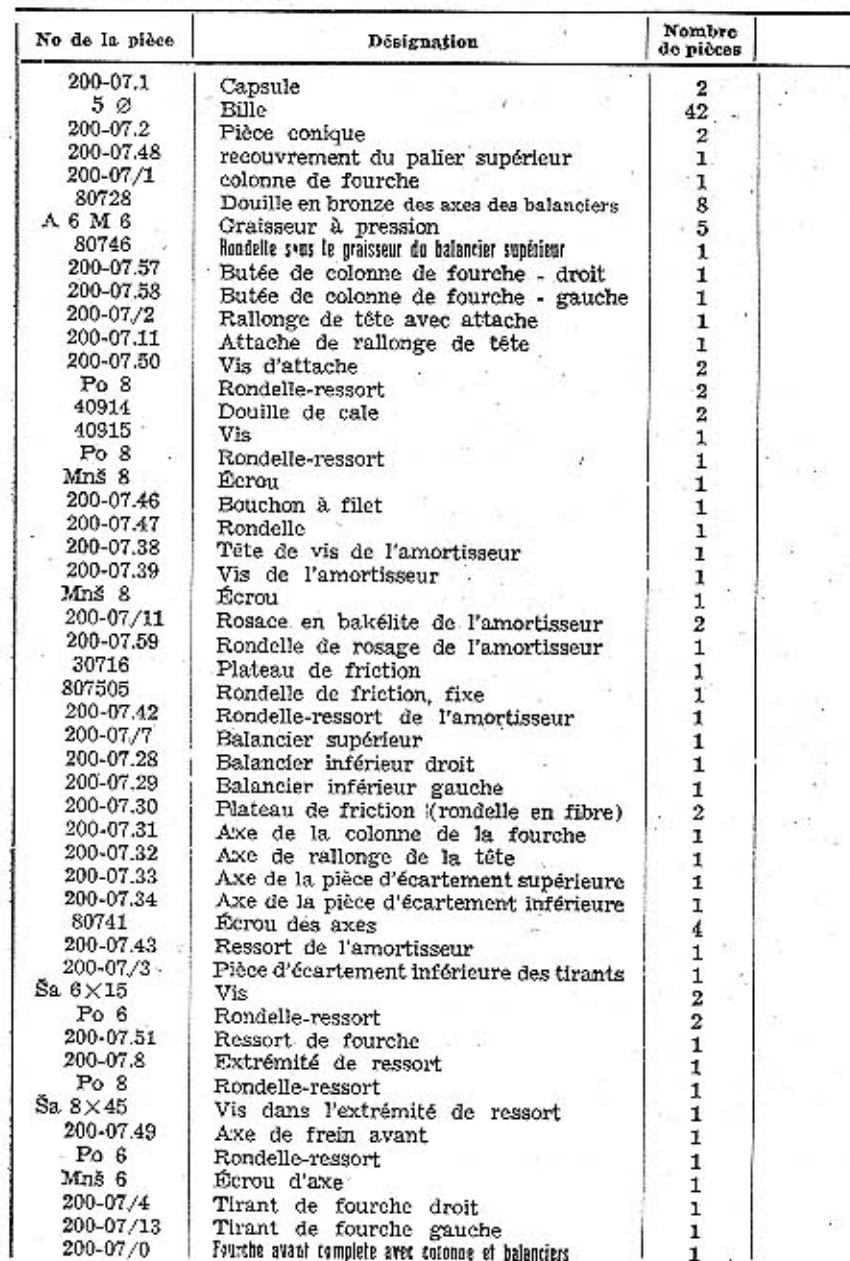 No de la pièce Désignation Nombre de pièces
200-07.1 Capsule 2
5 Ø Bille 42
200-07.2 Pièce conique 2
200-07.48 recouvrement du palier supérieur 1
200-07/1 colonne de fourche 1
80728 Douille en bronze des axes des balanciers 8
A 6 M 6 Graisseur à pression 5
80746 Rondelle sous le graisseur du balancier supérieur 1
200-07.57 Butée de colonne de fourche - droit 1
200-07.58 Butée de colonne de fourche - gauche 1
200-07/2 Rallonge de tête avec attache 1
200-07.11 Attache de rallonge de tête 1
200-07.50 Vis d'attache 2
Po 8 Rondelle-ressort 2
40914 Douille de cale 2
40915 Vis 1
Po 8 Rondelle-ressort 1
Mnš 8 Écrou 1
200-07.46 Bouchon à filet 1
200-07.47 Rondelle 1
200-07.38 Tête de vis de l'amortisseur 1
200-07.39 Vis de l'amortisseur 1
Mnš 8 Écrou 1
200-07/11 Rosace en bakélite de l'amortisseur 2
200-07.59 Rondelle de rosage de l'amortisseur 1
30716 Plateau de friction 1
807505 Rondelle de friction, fixe 1
200-07.42 Rondelle-ressort de l'amortisseur 1
200-07/7 Balancier supérieur 1
200-07.28 Balancier inférieur droit 1
200-07.29 Balancier inférieur gauche 1
200-07.30 Plateau de friction (rondelle en fibre) 2
200-07.31 Axe de la colonne de la fourche 1
200-07.32 Axe de rallonge de la tête 1
200-07.33 Axe de la pièce d'écartement supérieure 1
200-07.34 Axe de la pièce d'écartement inférieure 1
80741 Écrou des axes 4
200-07.43 Ressort de l'amortisseur 1
200-07/3 Pièce d'écartement inférieure des tirants 1
Ša 6×15 Vis 2
Po 6 Rondelle-ressort 2
200-07.51 Ressort de fourche 1
200-07.8 Extrémité de ressort 1
Po 8 Rondelle-ressort 1
Ša 8×45 Vis dans l'extrémité de ressort 1
200-07.49 Axe de frein avant 1
Po 6 Rondelle-ressort 1
Mnš 6 Écrou d'axe 1
200-07/4 Tirant de fourche droit 1
200-07/13 Tirant de fourche gauche 1
200-07/0 Fourche avant complete avec colonne et balanciers 1